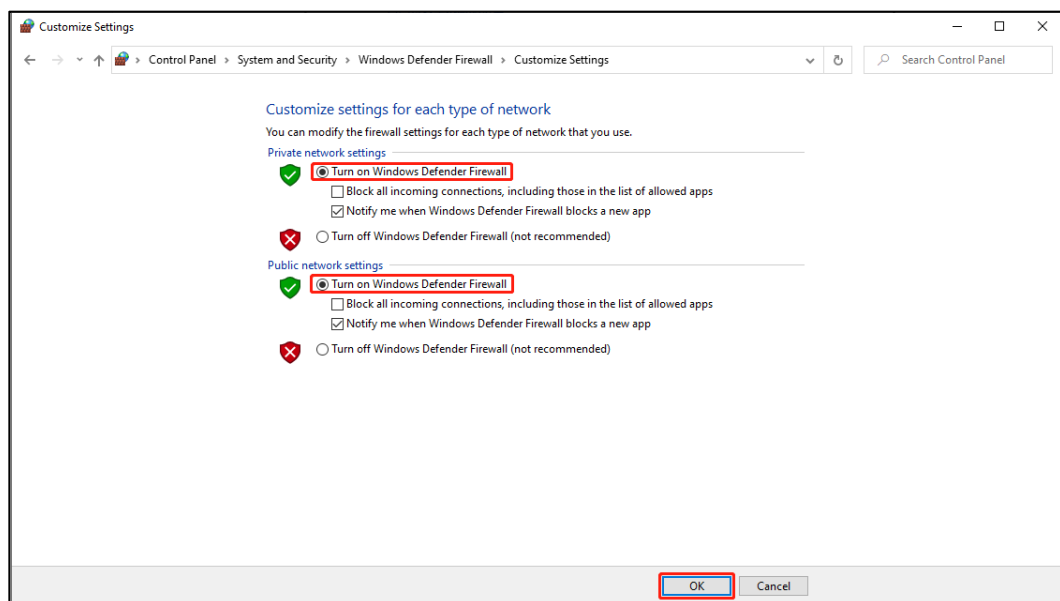 Customize Settings
Control Panel > System and Security > Windows Defender Firewall > Customize Settings
Search Control Panel
Customize settings for each type of network
You can modify the firewall settings for each type of network that you use.
Private network settings
Turn on Windows Defender Firewall
Block all incoming connections, including those in the list of allowed apps
Notify me when Windows Defender Firewall blocks a new app
Turn off Windows Defender Firewall (not recommended)
Public network settings
Turn on Windows Defender Firewall
Block all incoming connections, including those in the list of allowed apps
Notify me when Windows Defender Firewall blocks a new app
Turn off Windows Defender Firewall (not recommended)
OK Cancel